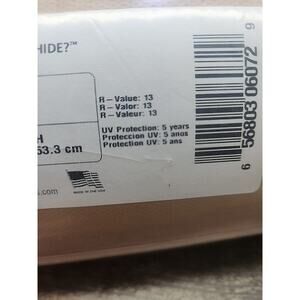 HIDE?™
R – Value: 13
R – Valor: 13
R – Valeur: 13
H
53.3 cm
UV Protection: 5 years
Proteccion UV: 5 anos
Protection UV: 5 ans
s.com
MADE IN THE USA
6 56803 06072 9